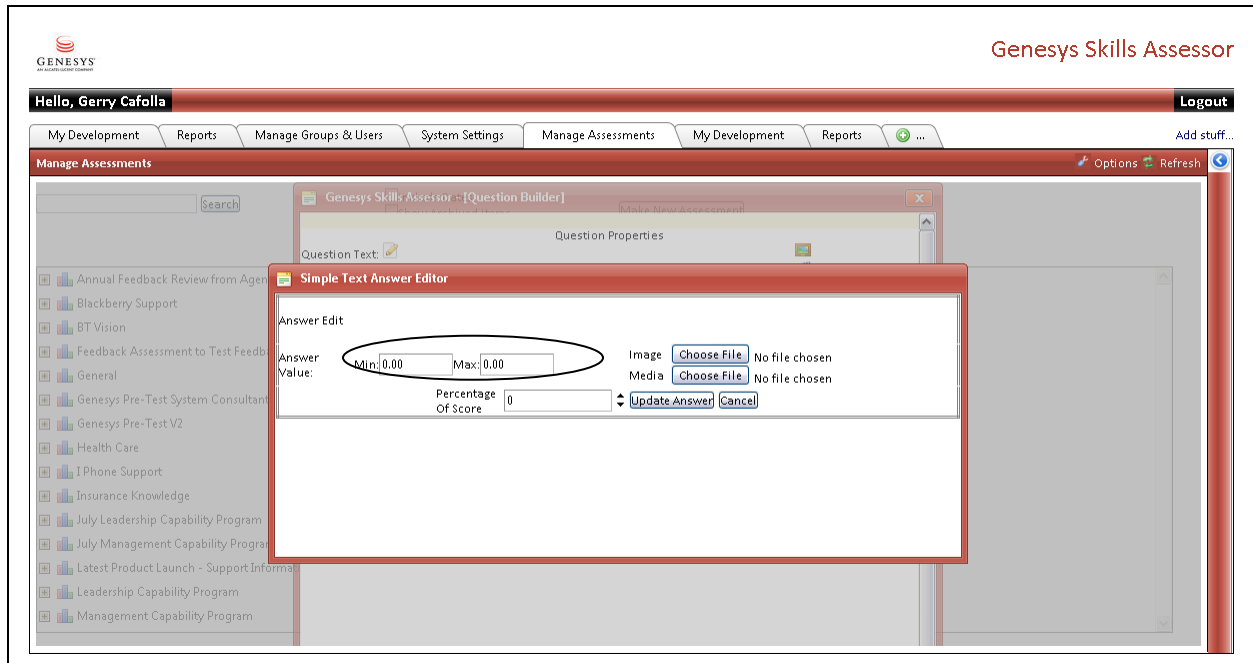 GENESYS
AN ALCATEL-LUCENT COMPANY
Genesys Skills Assessor
Hello, Gerry Cafolla
Logout
My Development Reports Manage Groups & Users System Settings Manage Assessments My Development Reports ...
Add stuff...
Manage Assessments
Options Refresh
Search
Genesys Skills Assessor - [Question Builder]
Make New Assessment
Question Properties
Question Text:
Simple Text Answer Editor
Answer Edit
Answer Value:
Min: 0.00 Max: 0.00
Image Choose File No file chosen
Media Choose File No file chosen
Percentage Of Score
0
Update Answer Cancel
Annual Feedback Review from Agen
Blackberry Support
BT Vision
Feedback Assessment to Test Feedba
General
Genesys Pre-Test System Consultant
Genesys Pre-Test V2
Health Care
I Phone Support
Insurance Knowledge
July Leadership Capability Program
July Management Capability Program
Latest Product Launch - Support Informa
Leadership Capability Program
Management Capability Program